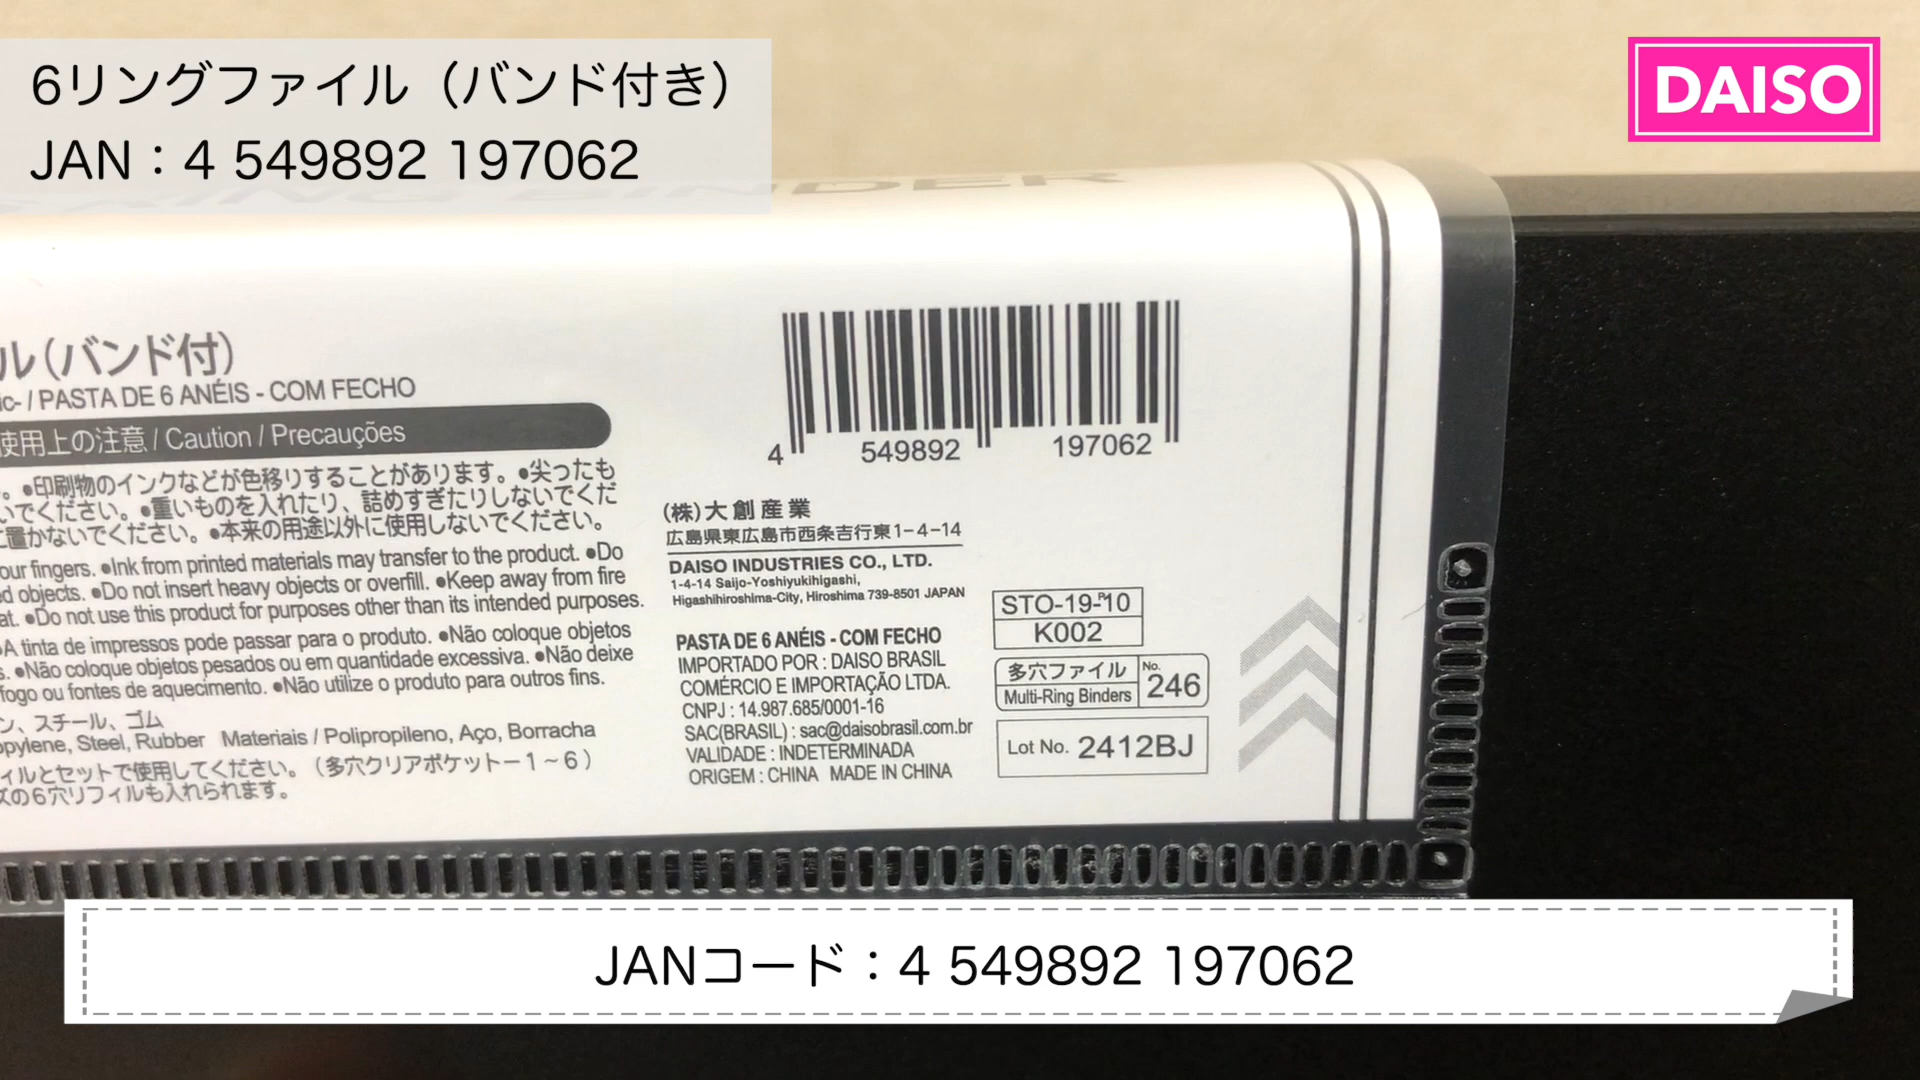 6リングファイル（バンド付き）
JAN：4 549892 197062
DAISO
RING BINDER
ル（バンド付）
ic- / PASTA DE 6 ANÉIS - COM FECHO
使用上の注意 / Caution / Precauções
。●印刷物のインクなどが色移りすることがあります。●尖ったも
いでください。●重いものを入れたり、詰めすぎたりしないでくだ
に置かないでください。●本来の用途以外に使用しないでください。
our fingers. ●Ink from printed materials may transfer to the product. ●Do
ed objects. ●Do not insert heavy objects or overfill. ●Keep away from fire
at. ●Do not use this product for purposes other than its intended purposes.
●A tinta de impressos pode passar para o produto. ●Não coloque objetos
s. ●Não coloque objetos pesados ou em quantidade excessiva. ●Não deixe
fogo ou fontes de aquecimento. ●Não utilize o produto para outros fins.
ン、スチール、ゴム
opylene, Steel, Rubber Materiais / Polipropileno, Aço, Borracha
ィルとセットで使用してください。（多穴クリアポケット－1～6）
ズの6穴リフィルも入れられます。
4 549892 197062
(株)大創産業
広島県東広島市西条吉行東1-4-14
DAISO INDUSTRIES CO., LTD.
1-4-14 Saijo-Yoshiyukihigashi,
Higashihiroshima-City, Hiroshima 739-8501 JAPAN
PASTA DE 6 ANÉIS - COM FECHO
IMPORTADO POR : DAISO BRASIL
COMÉRCIO E IMPORTAÇÃO LTDA.
CNPJ : 14.987.685/0001-16
SAC(BRASIL) : sac@daisobrasil.com.br
VALIDADE : INDETERMINADA
ORIGEM : CHINA MADE IN CHINA
STO-19-P10
K002
多穴ファイル
Multi-Ring Binders
No.
246
Lot No. 2412BJ
JANコード：4 549892 197062